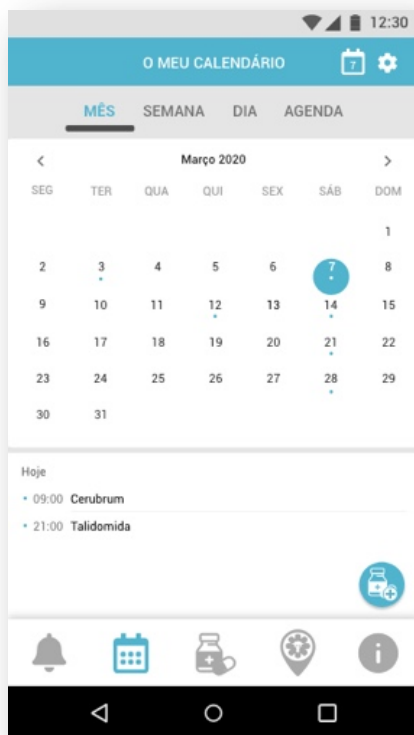 12:30
O MEU CALENDÁRIO
7
MÊS SEMANA DIA AGENDA
< Março 2020 >
SEG TER QUA QUI SEX SÁB DOM
1
2 3 4 5 6 7 8
9 10 11 12 13 14 15
16 17 18 19 20 21 22
23 24 25 26 27 28 29
30 31
Hoje
• 09:00 Cerubrum
• 21:00 Talidomida